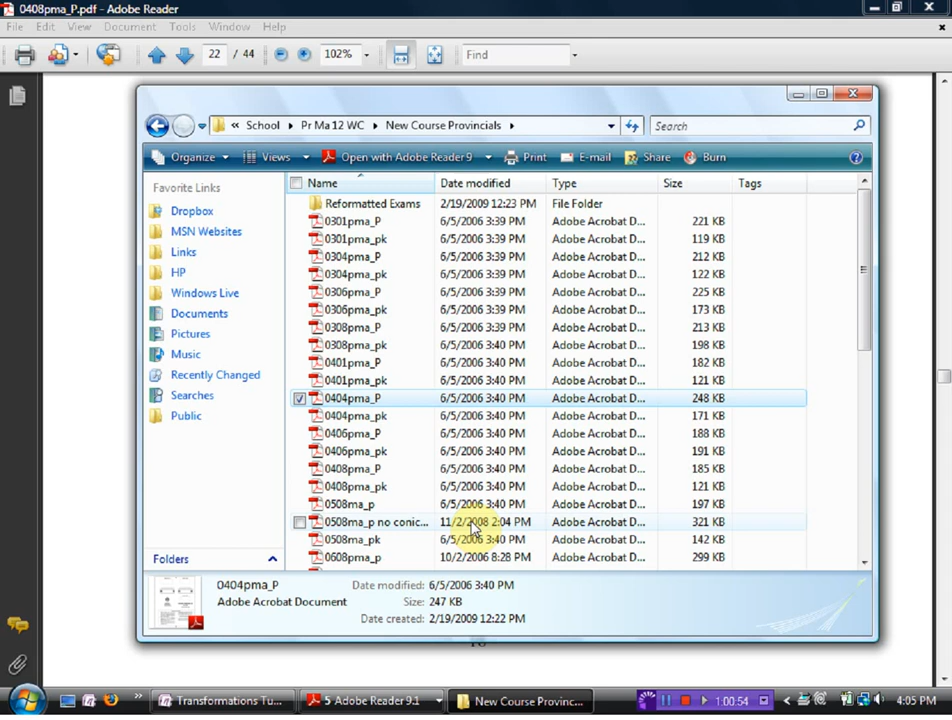 0408pma_P.pdf - Adobe Reader
File Edit View Document Tools Window Help
22 / 44 102% Find
« School Pr Ma 12 WC New Course Provincials Search
Organize Views Open with Adobe Reader 9 Print E-mail Share Burn
Favorite Links
Dropbox
MSN Websites
Links
HP
Windows Live
Documents
Pictures
Music
Recently Changed
Searches
Public
Folders
Name Date modified Type Size Tags
Reformatted Exams 2/19/2009 12:23 PM File Folder
0301pma_P 6/5/2006 3:39 PM Adobe Acrobat D... 221 KB
0301pma_pk 6/5/2006 3:39 PM Adobe Acrobat D... 119 KB
0304pma_P 6/5/2006 3:39 PM Adobe Acrobat D... 212 KB
0304pma_pk 6/5/2006 3:39 PM Adobe Acrobat D... 122 KB
0306pma_P 6/5/2006 3:39 PM Adobe Acrobat D... 225 KB
0306pma_pk 6/5/2006 3:39 PM Adobe Acrobat D... 173 KB
0308pma_P 6/5/2006 3:39 PM Adobe Acrobat D... 213 KB
0308pma_pk 6/5/2006 3:40 PM Adobe Acrobat D... 198 KB
0401pma_P 6/5/2006 3:40 PM Adobe Acrobat D... 182 KB
0401pma_pk 6/5/2006 3:40 PM Adobe Acrobat D... 121 KB
0404pma_P 6/5/2006 3:40 PM Adobe Acrobat D... 248 KB
0404pma_pk 6/5/2006 3:40 PM Adobe Acrobat D... 171 KB
0406pma_P 6/5/2006 3:40 PM Adobe Acrobat D... 188 KB
0406pma_pk 6/5/2006 3:40 PM Adobe Acrobat D... 191 KB
0408pma_P 6/5/2006 3:40 PM Adobe Acrobat D... 185 KB
0408pma_pk 6/5/2006 3:40 PM Adobe Acrobat D... 121 KB
0508ma_p 6/5/2006 3:40 PM Adobe Acrobat D... 197 KB
0508ma_p no conic... 11/2/2008 2:04 PM Adobe Acrobat D... 321 KB
0508ma_pk 6/5/2006 3:40 PM Adobe Acrobat D... 142 KB
0608pma_p 10/2/2006 8:28 PM Adobe Acrobat D... 299 KB
0404pma_P Date modified: 6/5/2006 3:40 PM
Adobe Acrobat Document Size: 247 KB
Date created: 2/19/2009 12:22 PM
Transformations Tu... 5 Adobe Reader 9.1 New Course Provinc... 1:00:54 4:05 PM